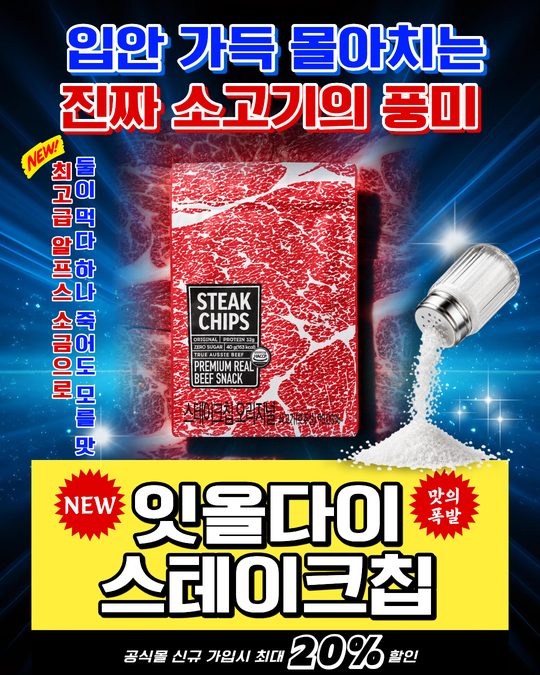 입안 가득 몰아치는
진짜 소고기의 풍미
NEW!
둘이 먹다 하나 죽어도 모를 맛
최고급 알프스 소금으로
STEAK
CHIPS
ORIGINAL PROTEIN 32g
ZERO SUGAR 40 g(163 kcal)
TRUE AUSSIE BEEF
PREMIUM REAL
BEEF SNACK
스테이크칩 오리지널
NEW
잇올다이
맛의
폭발
스테이크칩
공식몰 신규 가입시 최대 20% 할인